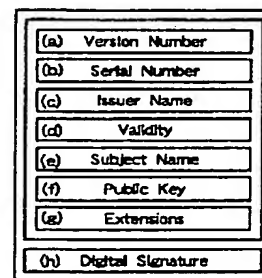 (a) Version Number
(b) Serial Number
(c) Issuer Name
(d) Validity
(e) Subject Name
(f) Public Key
(g) Extensions
(h) Digital Signature